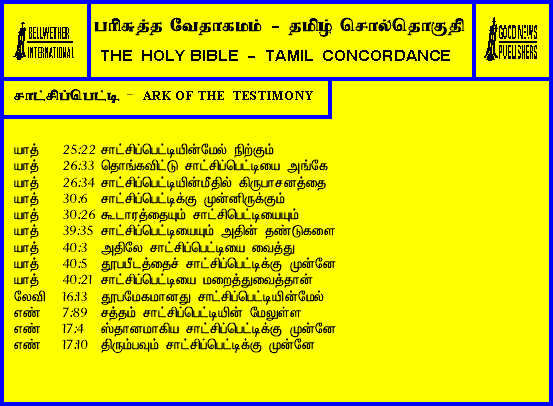 BELLWETHER
INTERNATIONAL
பரிசுத்த வேதாகமம் - தமிழ் சொல்தொகுதி
THE HOLY BIBLE - TAMIL CONCORDANCE
GOOD NEWS
PUBLISHERS
சாட்சிப்பெட்டி - ARK OF THE TESTIMONY
யாத் 25:22 சாட்சிப்பெட்டியின்மேல் நிற்கும்
யாத் 26:33 தொங்கவிட்டு சாட்சிப்பெட்டியை அங்கே
யாத் 26:34 சாட்சிப்பெட்டியின்மீதில் கிருபாசனத்தை
யாத் 30:6 சாட்சிப்பெட்டிக்கு முன்னிருக்கும்
யாத் 30:26 கூடாரத்தையும் சாட்சிபெட்டியையும்
யாத் 39:35 சாட்சிப்பெட்டியையும் அதின் தண்டுகளை
யாத் 40:3 அதிலே சாட்சிப்பெட்டியை வைத்து
யாத் 40:5 தூபபீடத்தைச் சாட்சிப்பெட்டிக்கு முன்னே
யாத் 40:21 சாட்சிப்பெட்டியை மறைத்துவைத்தான்
லேவி 16:13 தூபமேகமானது சாட்சிப்பெட்டியின்மேல்
எண் 7:89 சத்தம் சாட்சிப்பெட்டியின் மேலுள்ள
எண் 17:4 ஸ்தானமாகிய சாட்சிப்பெட்டிக்கு முன்னே
எண் 17:10 திரும்பவும் சாட்சிப்பெட்டிக்கு முன்னே